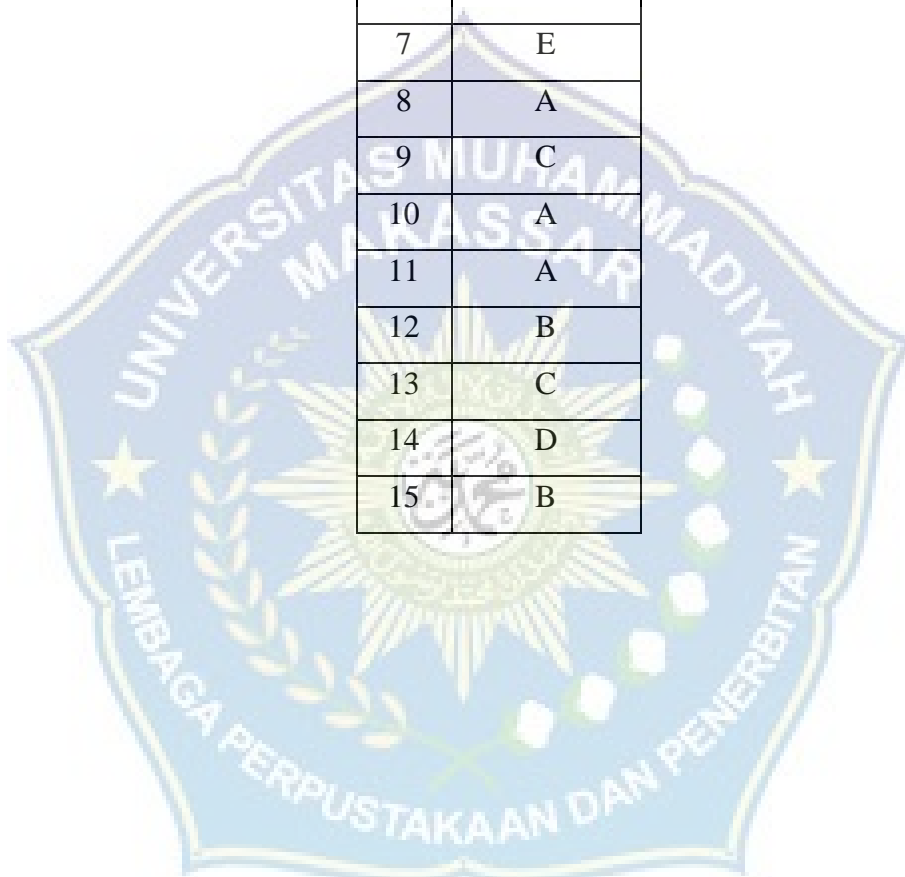 7 E
8 A
9 C
10 A
11 A
12 B
13 C
14 D
15 B
UNIVERSITAS MUHAMMADIYAH
MAKASSAR
LEMBAGA PERPUSTAKAAN DAN PENERBITAN